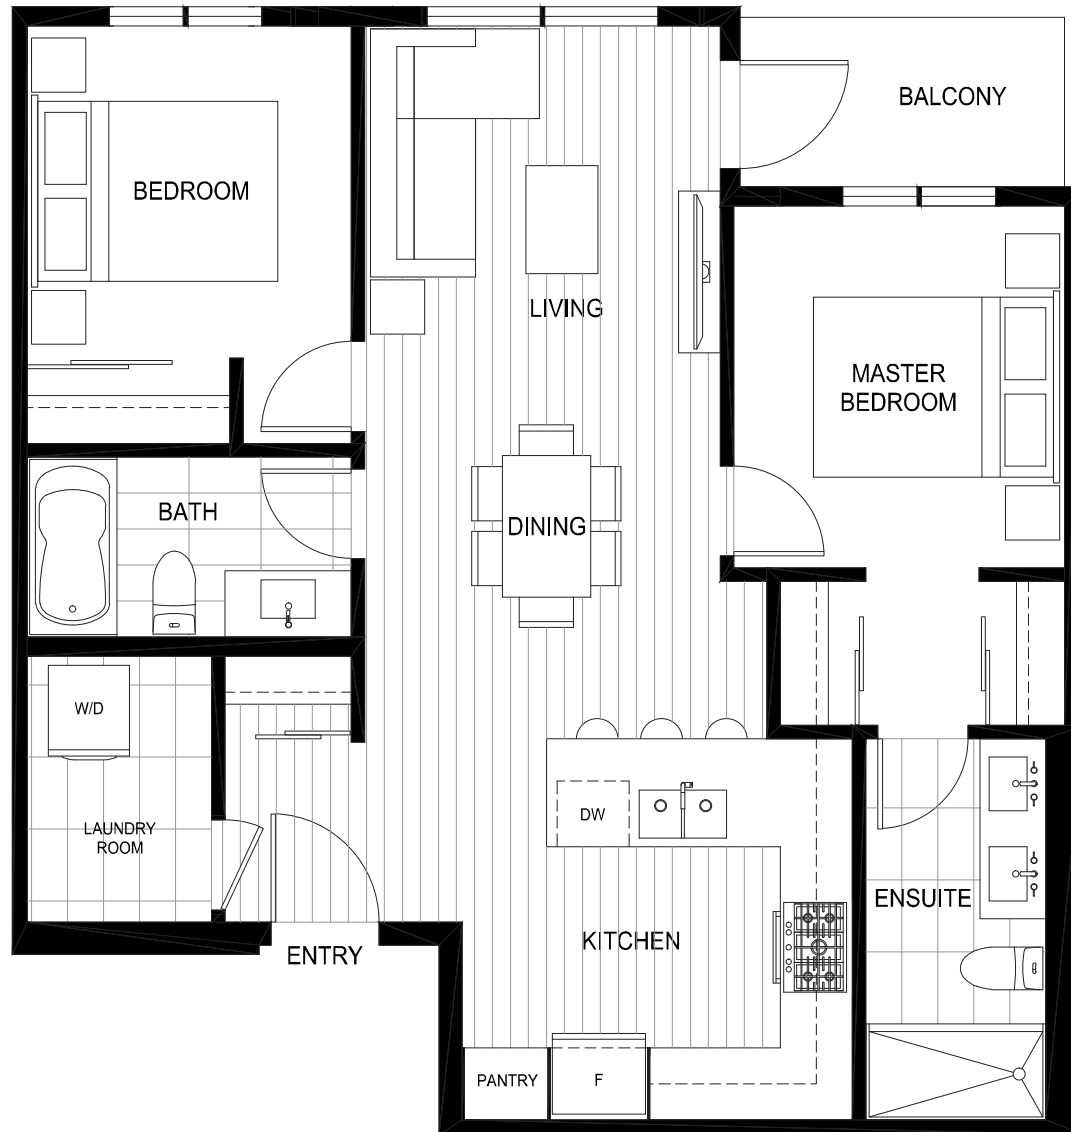 BALCONY
BEDROOM
LIVING
MASTER
BEDROOM
BATH
DINING
W/D
LAUNDRY
ROOM
DW
ENSUITE
KITCHEN
ENTRY
PANTRY
F